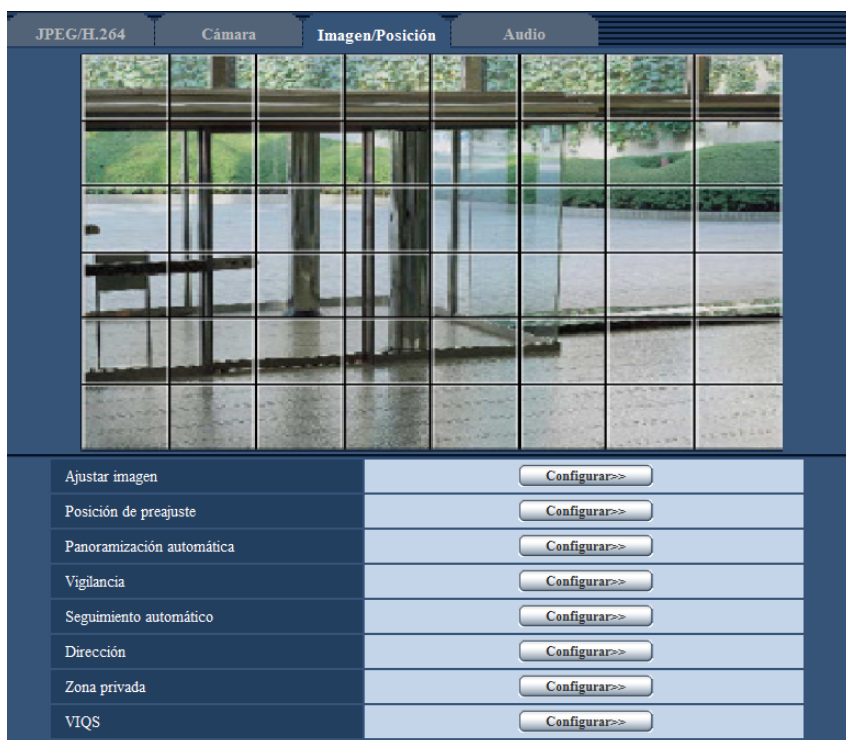 JPEG/H.264 Cámara Imagen/Posición Audio
Ajustar imagen Configurar>>
Posición de preajuste Configurar>>
Panoramización automática Configurar>>
Vigilancia Configurar>>
Seguimiento automático Configurar>>
Dirección Configurar>>
Zona privada Configurar>>
VIQS Configurar>>